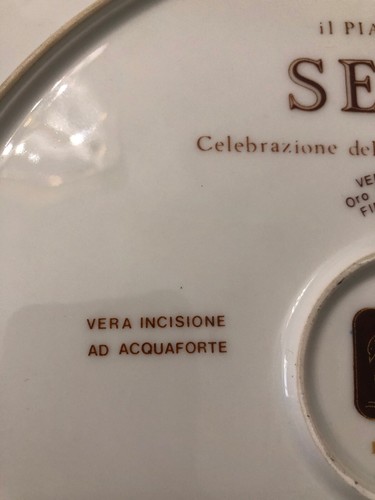 il PIA
SE
Celebrazione del
VE
Oro
FI
VERA INCISIONE
AD ACQUAFORTE